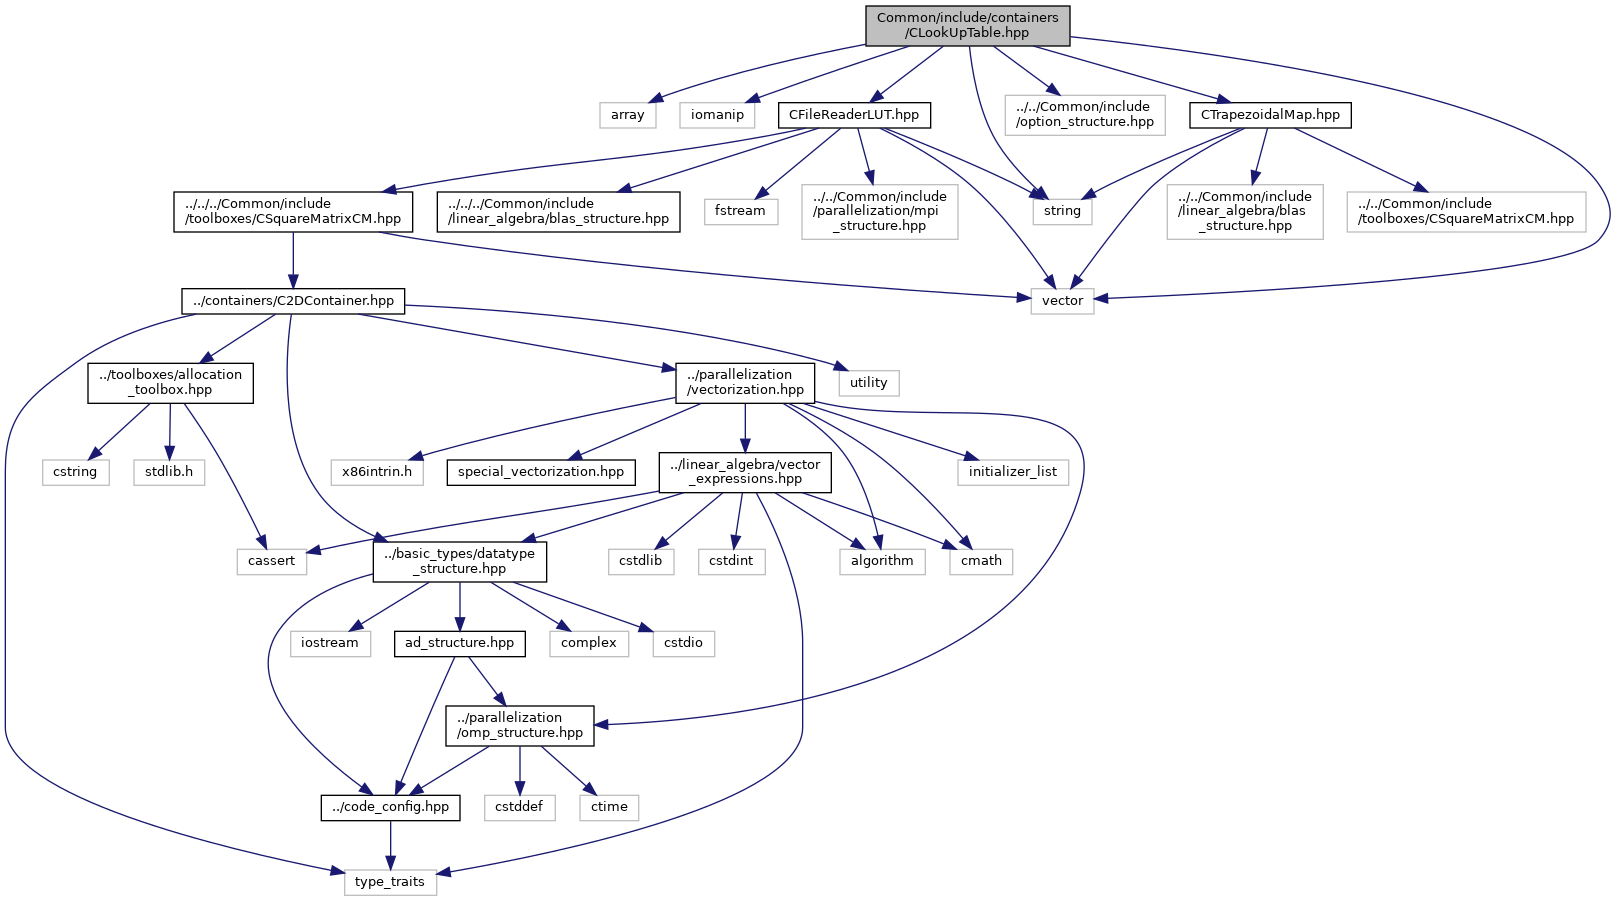 Common/include/containers
/CLookUpTable.hpp
array
iomanip
CFileReaderLUT.hpp
../../Common/include
/option_structure.hpp
CTrapezoidalMap.hpp
../../../Common/include
/toolboxes/CSquareMatrixCM.hpp
../../../Common/include
/linear_algebra/blas_structure.hpp
fstream
../../Common/include
/parallelization/mpi
_structure.hpp
string
../../Common/include
/linear_algebra/blas
_structure.hpp
../../Common/include
/toolboxes/CSquareMatrixCM.hpp
../containers/C2DContainer.hpp
vector
../toolboxes/allocation
_toolbox.hpp
../parallelization
/vectorization.hpp
utility
cstring
stdlib.h
x86intrin.h
special_vectorization.hpp
../linear_algebra/vector
_expressions.hpp
initializer_list
cassert
../basic_types/datatype
_structure.hpp
cstdlib
cstdint
algorithm
cmath
iostream
ad_structure.hpp
complex
cstdio
../parallelization
/omp_structure.hpp
../code_config.hpp
cstddef
ctime
type_traits